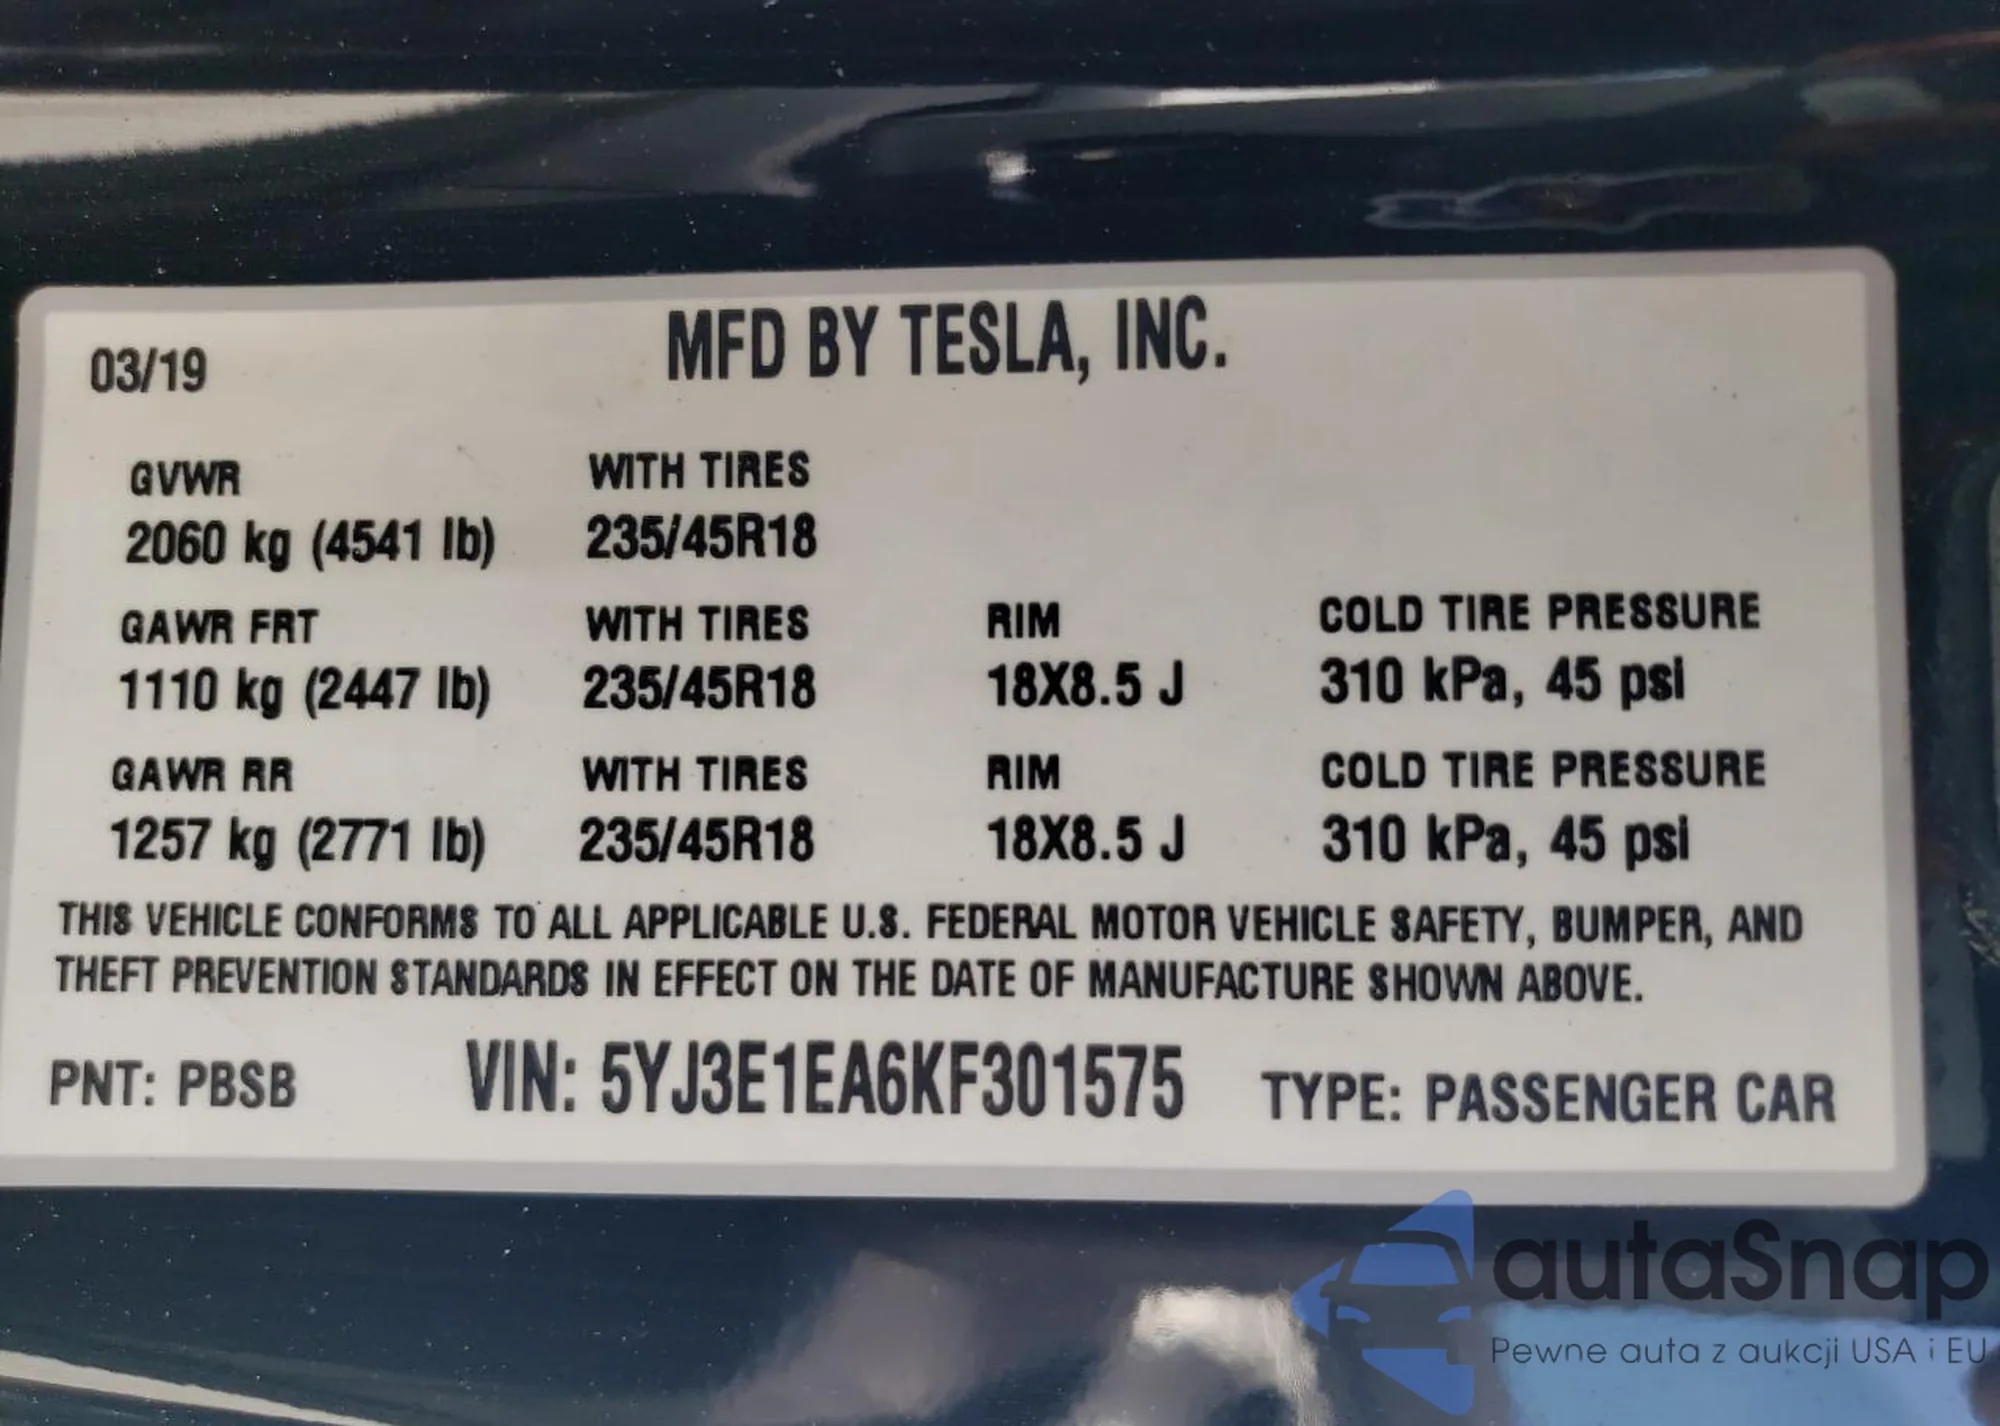 MFD BY TESLA, INC.
03/19
GVWR WITH TIRES
2060 kg (4541 lb) 235/45R18
GAWR FRT WITH TIRES RIM COLD TIRE PRESSURE
1110 kg (2447 lb) 235/45R18 18X8.5 J 310 kPa, 45 psi
GAWR RR WITH TIRES RIM COLD TIRE PRESSURE
1257 kg (2771 lb) 235/45R18 18X8.5 J 310 kPa, 45 psi
THIS VEHICLE CONFORMS TO ALL APPLICABLE U.S. FEDERAL MOTOR VEHICLE SAFETY, BUMPER, AND
THEFT PREVENTION STANDARDS IN EFFECT ON THE DATE OF MANUFACTURE SHOWN ABOVE.
PNT: PBSB VIN: 5YJ3E1EA6KF301575 TYPE: PASSENGER CAR
autaSnap
Pewne auta z aukcji USA i EU